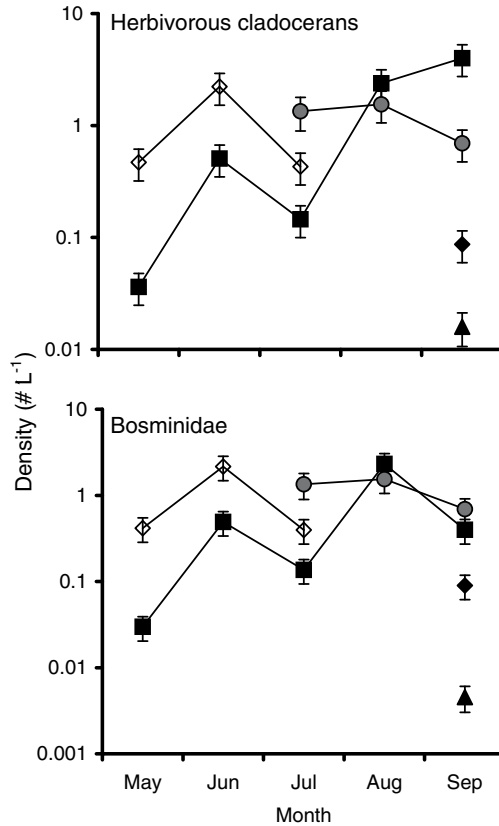 Herbivorous cladocerans
10
1
0.1
0.01
Density (# L⁻¹)
Bosminidae
10
1
0.1
0.01
0.001
May Jun Jul Aug Sep
Month